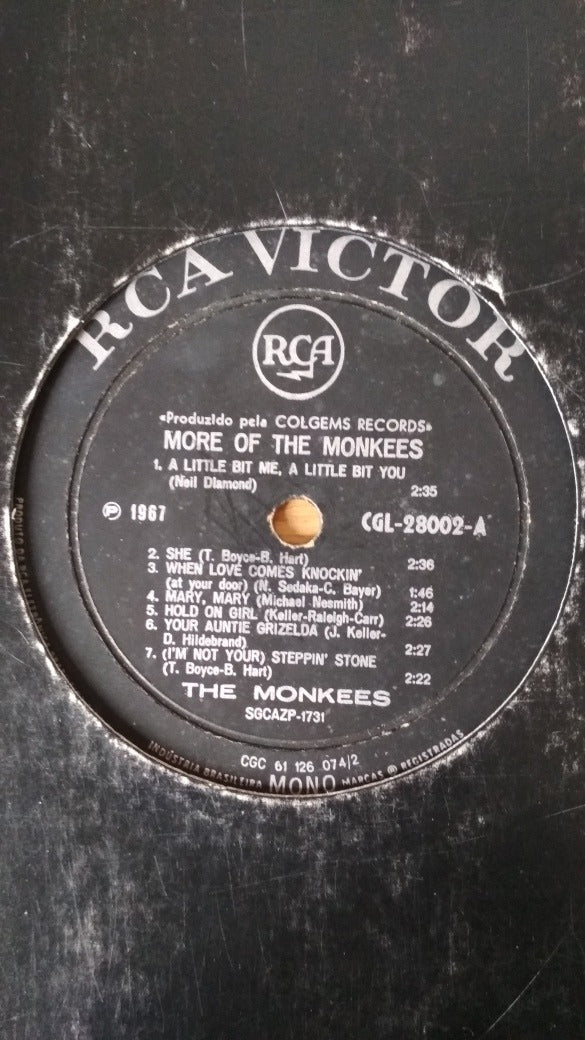 RCA VICTOR
RCA
«Produzido pela COLGEMS RECORDS»
MORE OF THE MONKEES
1. A LITTLE BIT ME, A LITTLE BIT YOU
(Neil Diamond) 2:35
℗ 1967 CGL-28002-A
2. SHE (T. Boyce-B. Hart) 2:36
3. WHEN LOVE COMES KNOCKIN'
(at your door) (N. Sedaka-C. Bayer) 1:46
4. MARY, MARY (Michael Nesmith) 2:14
5. HOLD ON GIRL (Keller-Raleigh-Carr) 2:26
6. YOUR AUNTIE GRIZELDA (J. Keller-
D. Hildebrand) 2:27
7. (I'M NOT YOUR) STEPPIN' STONE
(T. Boyce-B. Hart) 2:22
THE MONKEES
SGCAZP-1731
CGC 61 126 074/2
INDÚSTRIA BRASILEIRA MONO MARCAS ® REGISTRADAS
PRODUTO DA